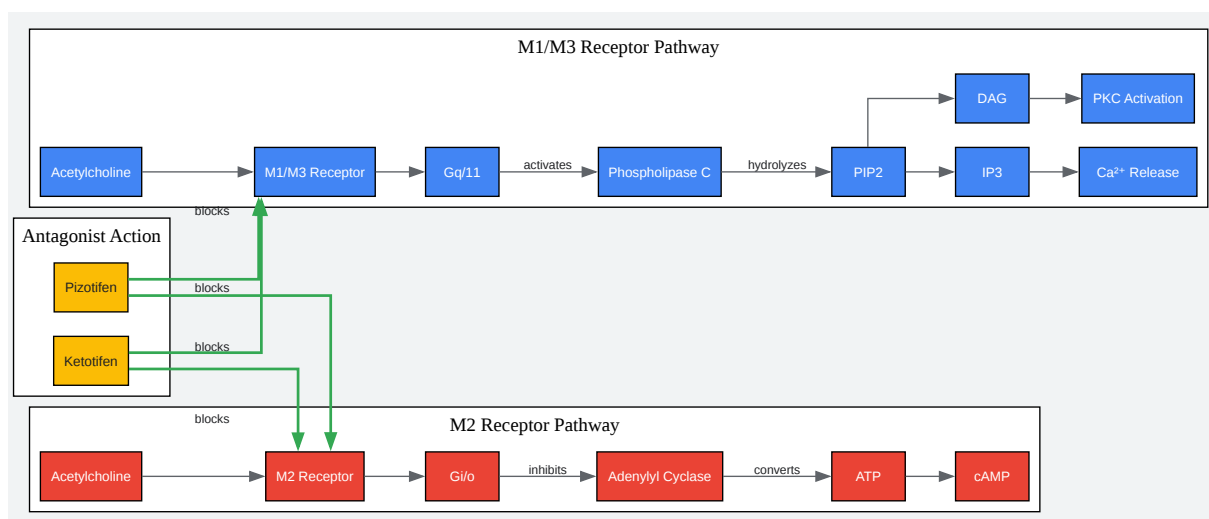 M1/M3 Receptor Pathway
DAG
PKC Activation
Acetylcholine
M1/M3 Receptor
Gq/11
activates
Phospholipase C
hydrolyzes
PIP2
IP3
Ca²⁺ Release
blocks
Antagonist Action
Pizotifen
blocks
Ketotifen
blocks
blocks
M2 Receptor Pathway
Acetylcholine
M2 Receptor
Gi/o
inhibits
Adenylyl Cyclase
converts
ATP
cAMP